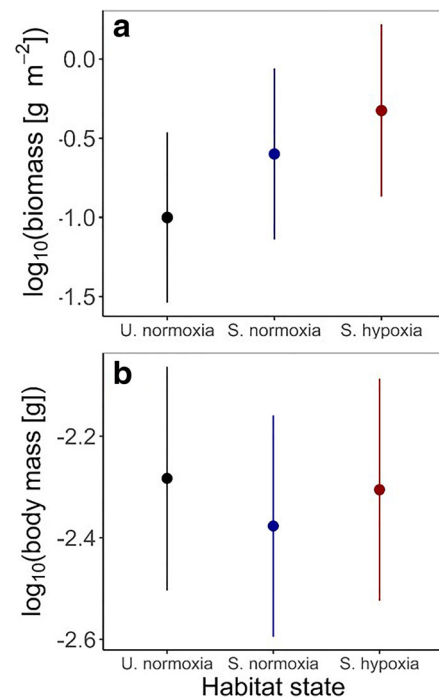 a
log₁₀(biomass [g m⁻²])
0.0
-0.5
-1.0
-1.5
U. normoxia S. normoxia S. hypoxia
b
log₁₀(body mass [g])
-2.2
-2.4
-2.6
U. normoxia S. normoxia S. hypoxia
Habitat state